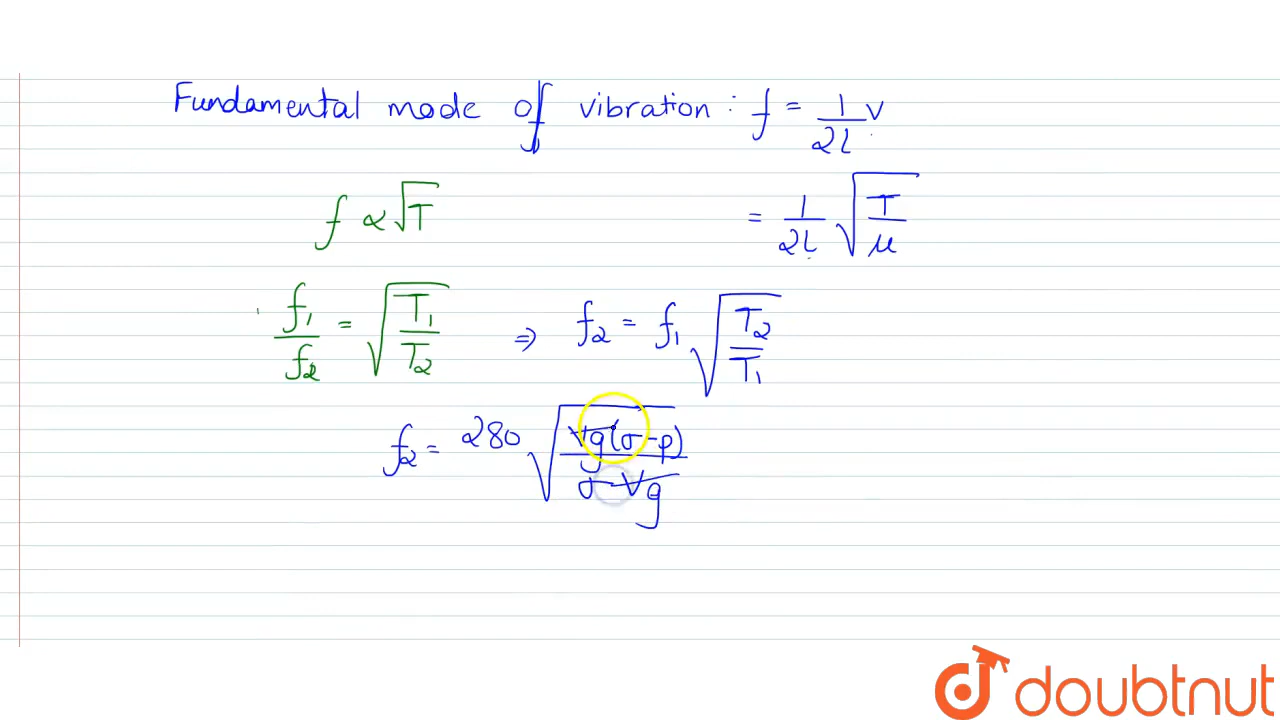 Fundamental mode of vibration : f = 1/2l v
f ∝ √T = 1/2l √(T/μ)
f₁/f₂ = √(T₁/T₂) ⇒ f₂ = f₁ √(T₂/T₁)
f₂ = 280 √(Vg(σ-ρ)/σVg)
doubtnut